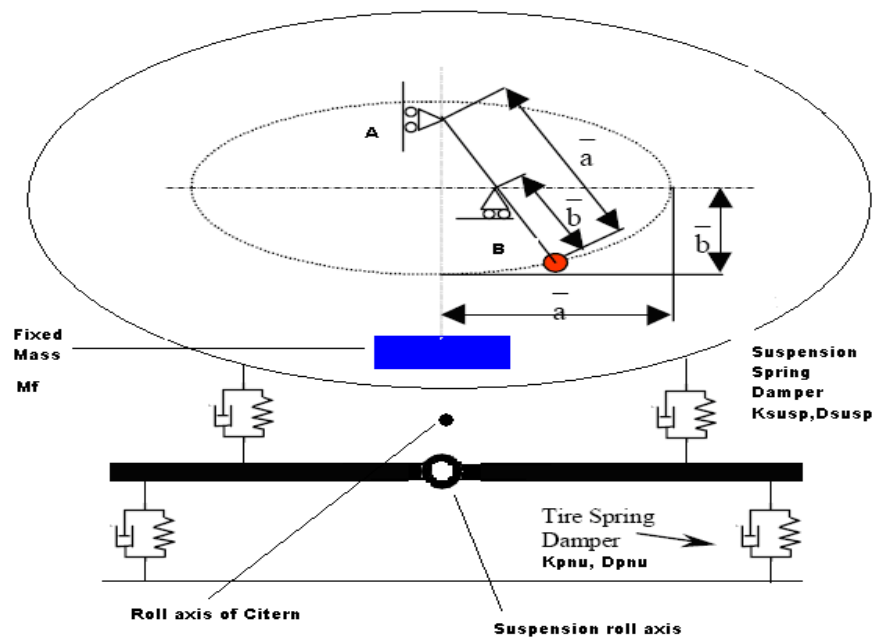 A
a
b
b
B
a
Fixed
Mass
Mf
Suspension
Spring
Damper
Ksusp,Dsusp
Tire Spring
Damper
Kpnu, Dpnu
Roll axis of Citern
Suspension roll axis